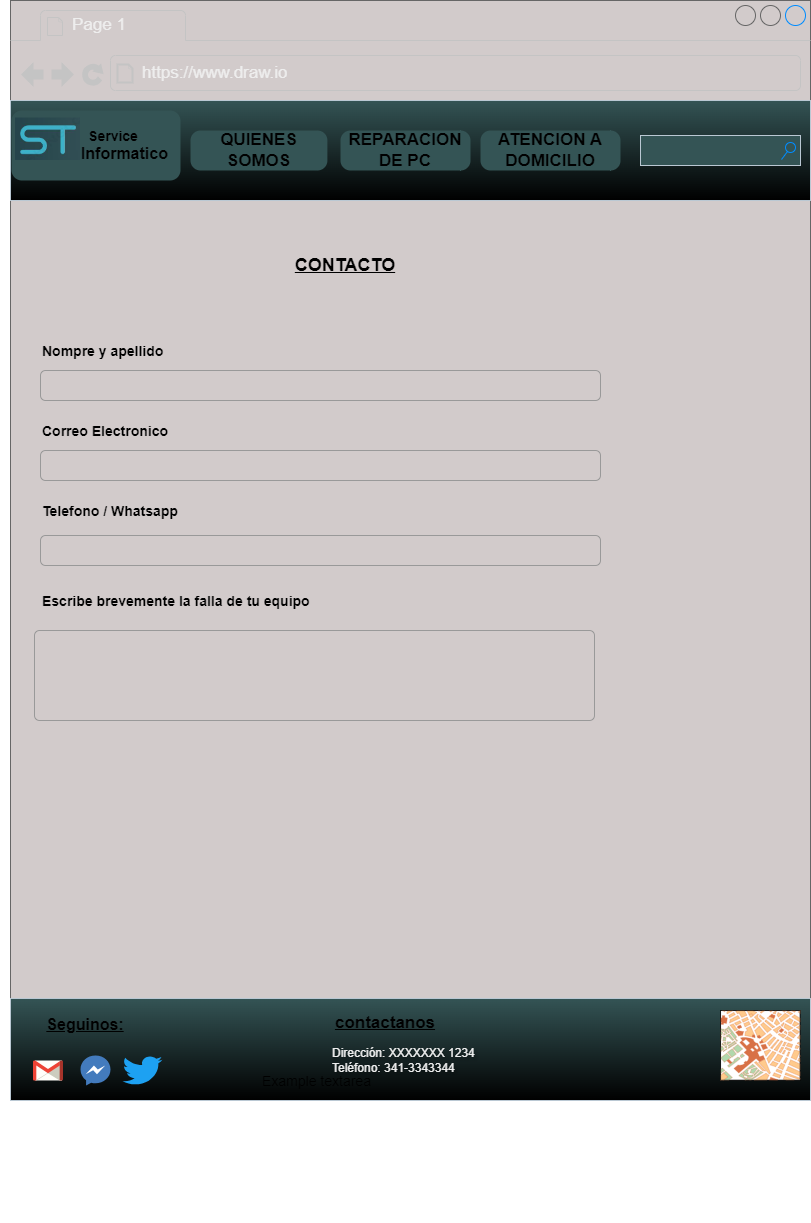 Page 1
https://www.draw.io
ST
Service
Informatico
QUIENES
SOMOS
REPARACION
DE PC
ATENCION A
DOMICILIO
CONTACTO
Nompre y apellido
Correo Electronico
Telefono / Whatsapp
Escribe brevemente la falla de tu equipo
Seguinos:
contactanos
Dirección: XXXXXXX 1234
Teléfono: 341-3343344
Example textarea